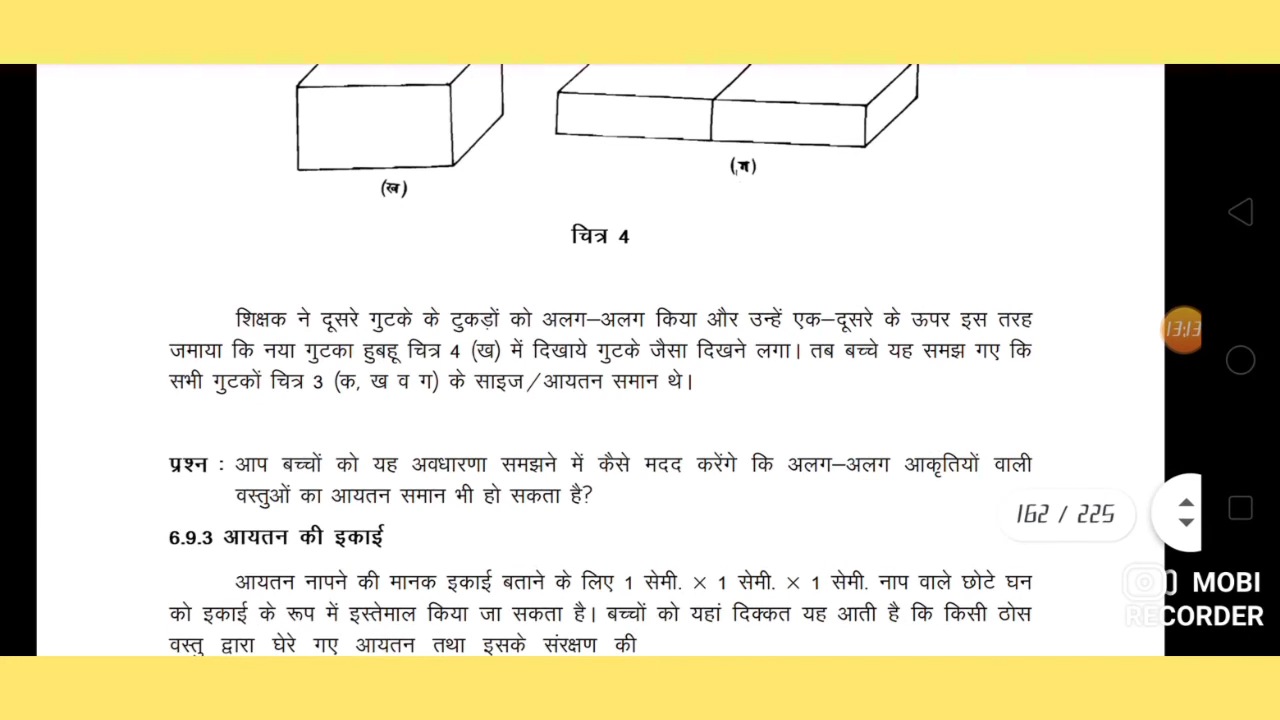 (ख)
(ग)
चित्र 4
शिक्षक ने दूसरे गुटके के टुकड़ों को अलग–अलग किया और उन्हें एक–दूसरे के ऊपर इस तरह
जमाया कि नया गुटका हुबहू चित्र 4 (ख) में दिखाये गुटके जैसा दिखने लगा। तब बच्चे यह समझ गए कि
सभी गुटकों चित्र 3 (क, ख व ग) के साइज/आयतन समान थे।
प्रश्न : आप बच्चों को यह अवधारणा समझने में कैसे मदद करेंगे कि अलग–अलग आकृतियों वाली
वस्तुओं का आयतन समान भी हो सकता है?
6.9.3 आयतन की इकाई
आयतन नापने की मानक इकाई बताने के लिए 1 सेमी. × 1 सेमी. × 1 सेमी. नाप वाले छोटे घन
को इकाई के रूप में इस्तेमाल किया जा सकता है। बच्चों को यहां दिक्कत यह आती है कि किसी ठोस
वस्तु द्वारा घेरे गए आयतन तथा इसके संरक्षण की
13:13
162 / 225
MOBI
RECORDER